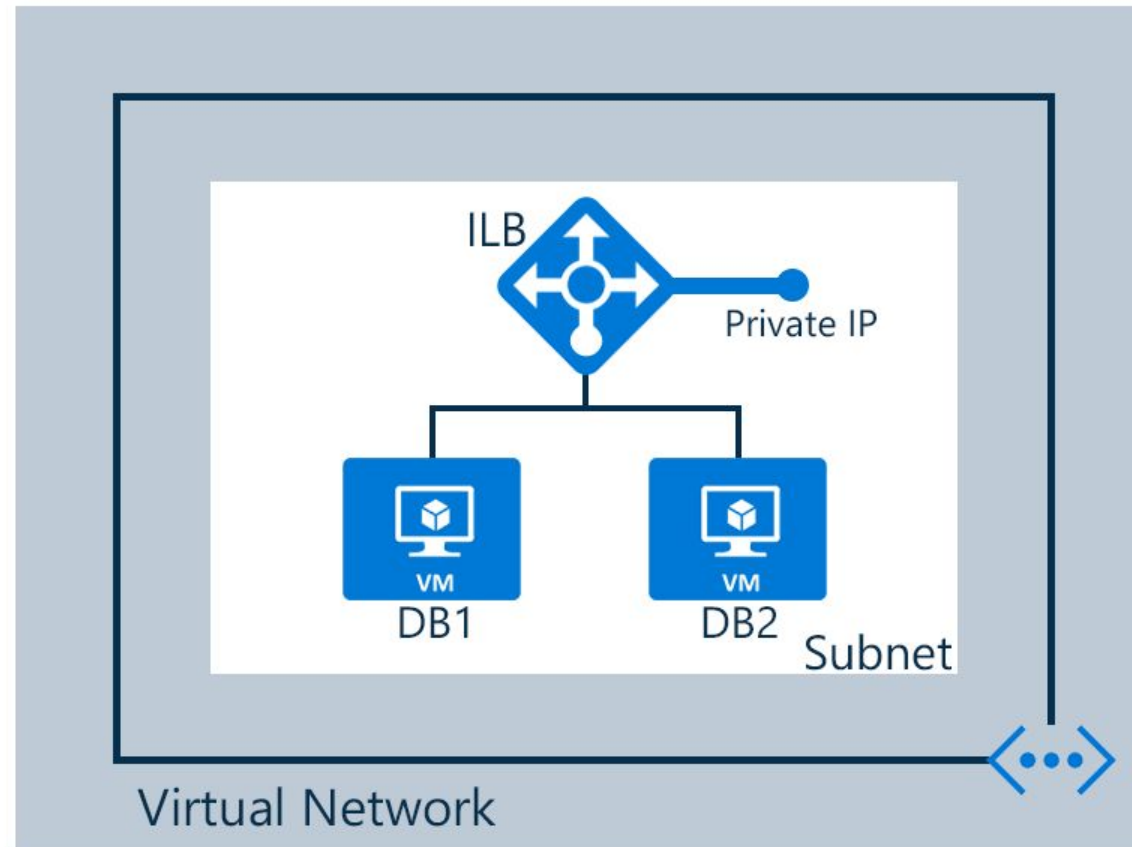 ILB
Private IP
VM
VM
DB1
DB2
Subnet
Virtual Network